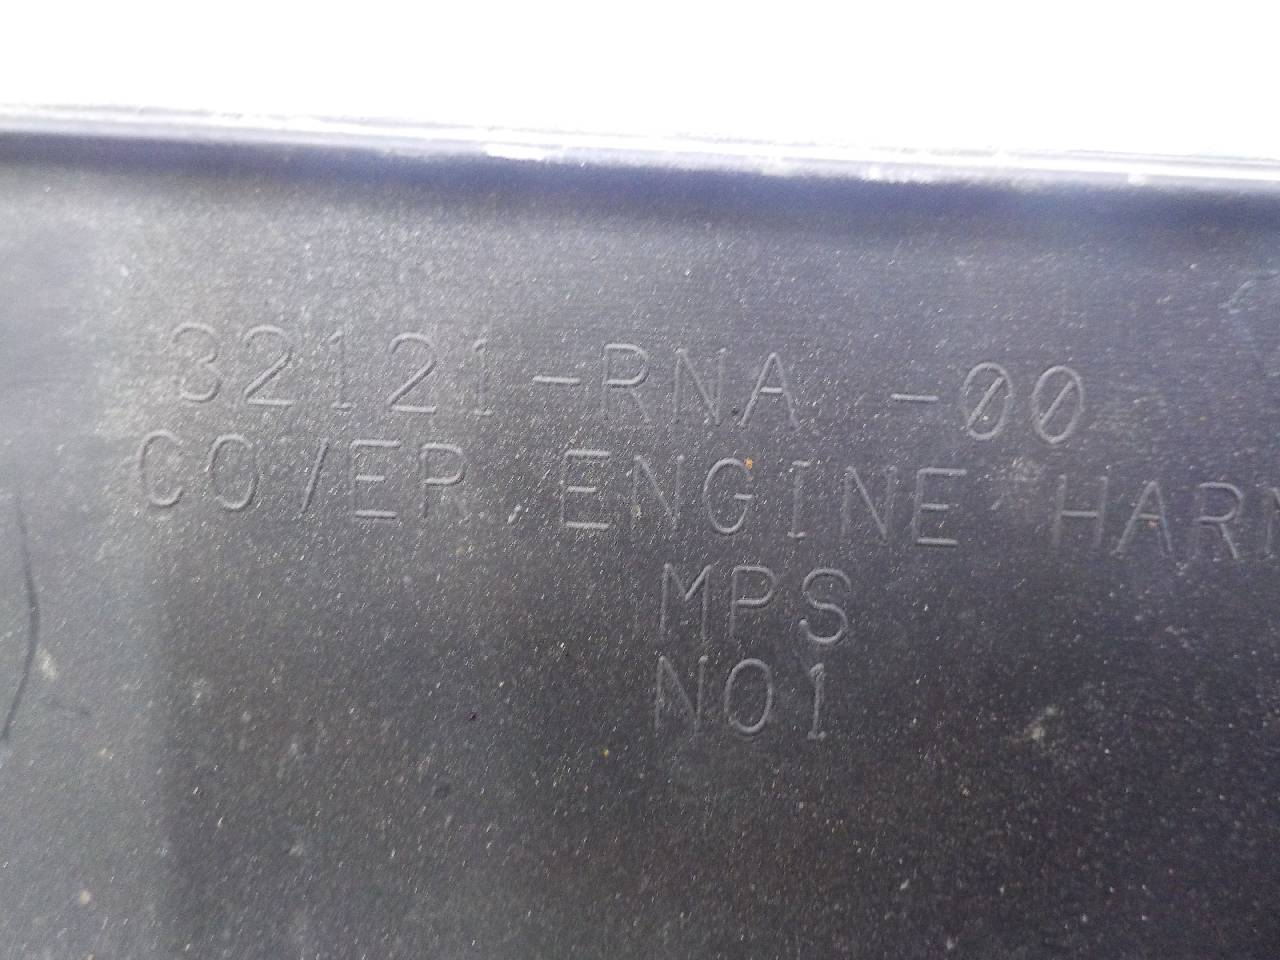 32121-RNA -00
COVER ENGINE HARN
MPS
NO1